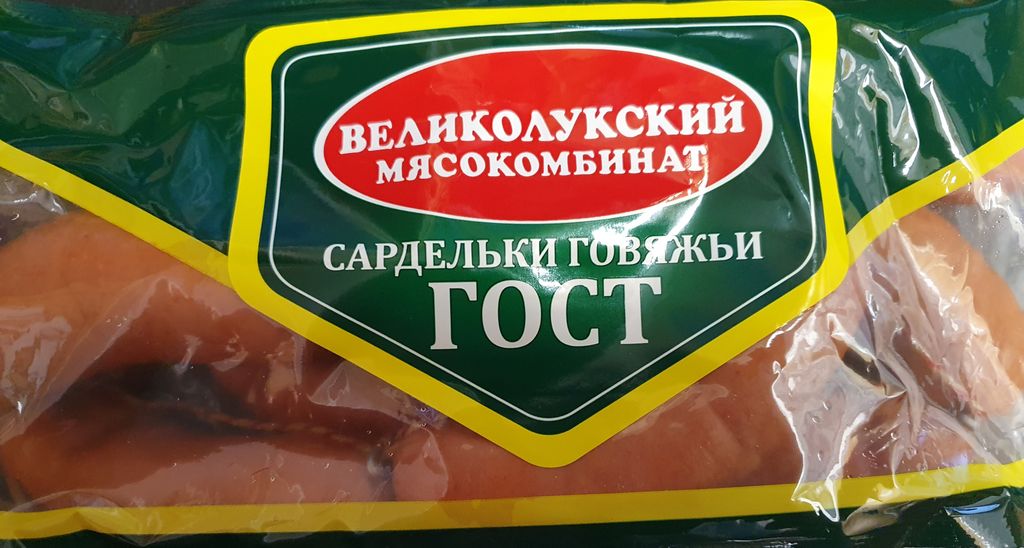 ВЕЛИКОЛУКСКИЙ
МЯСОКОМБИНАТ
САРДЕЛЬКИ ГОВЯЖЬИ
ГОСТ